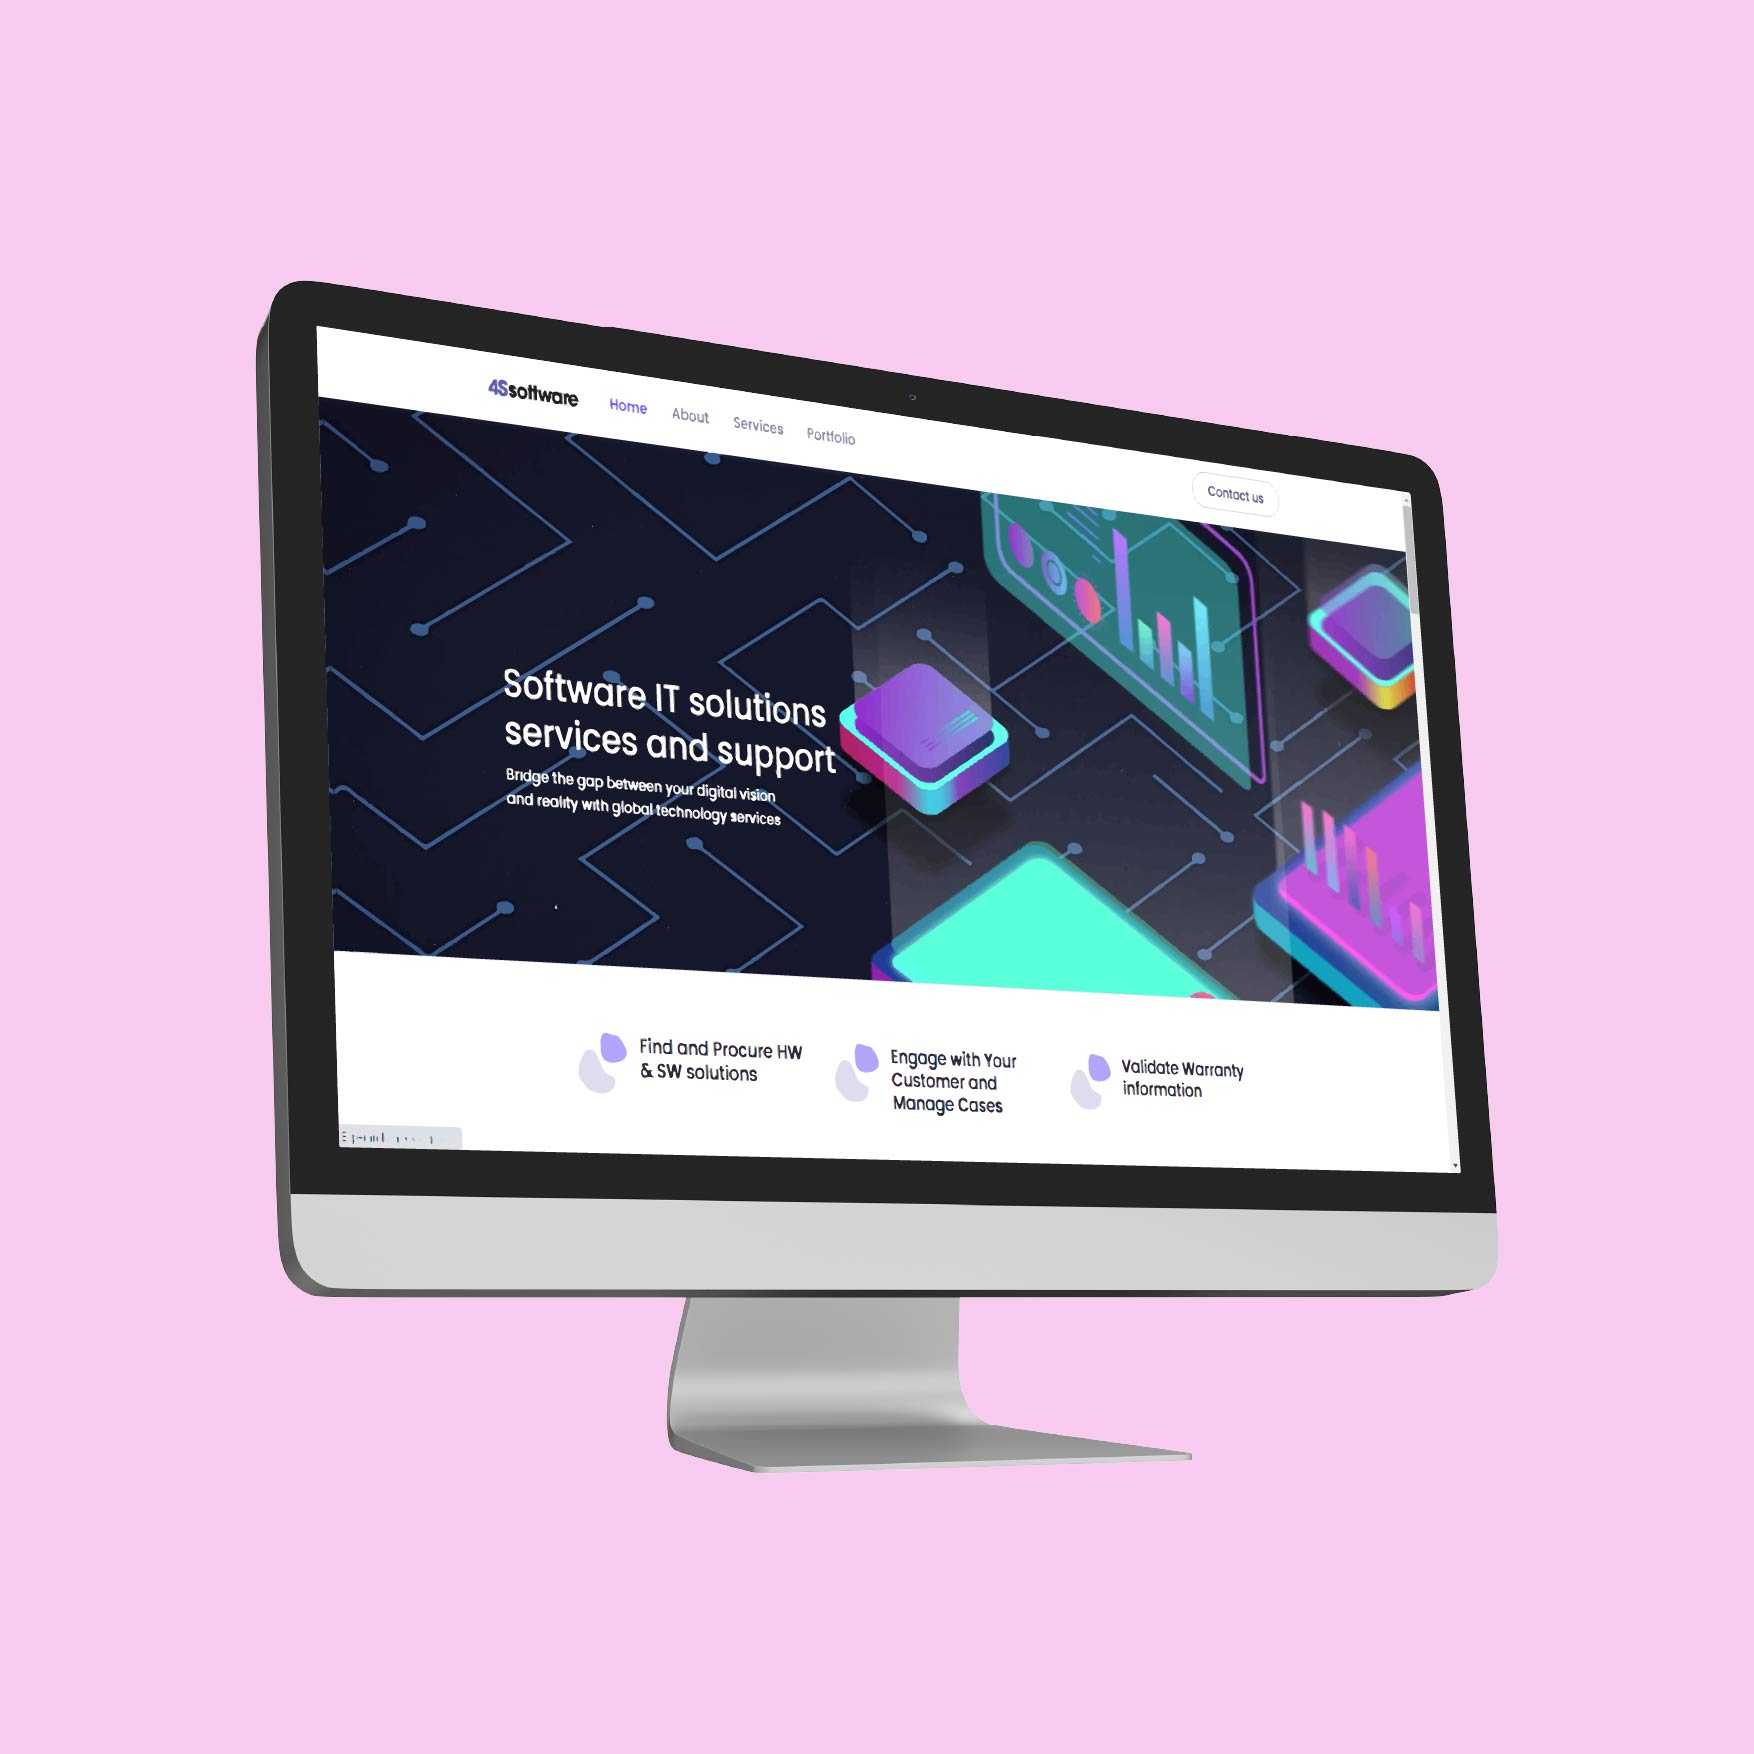 4Ssoftware
Home
About
Services
Portfolio
Contact us
Software IT solutions
services and support
Bridge the gap between your digital vision
and reality with global technology services
Find and Procure HW
& SW solutions
Engage with Your
Customer and
Manage Cases
Validate Warranty
information